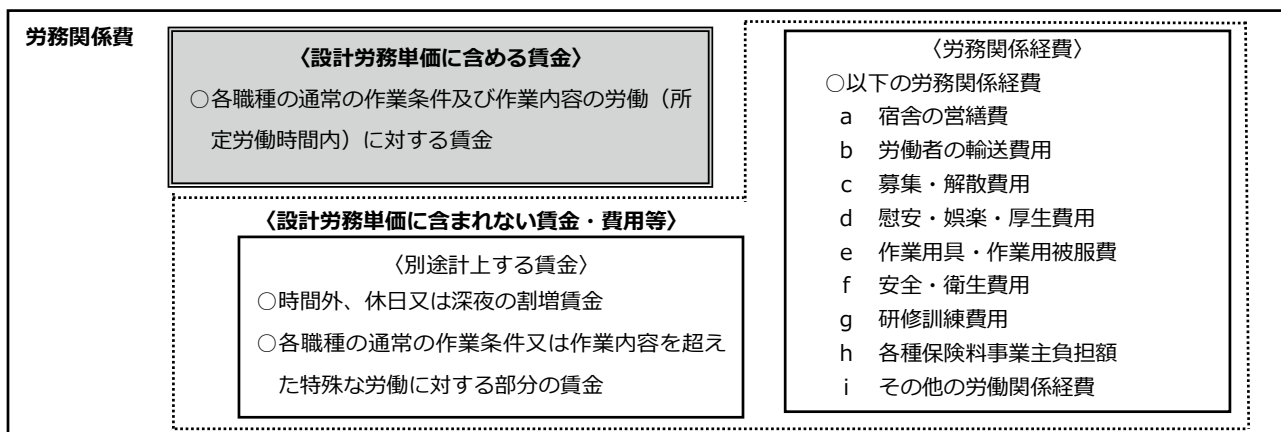 労務関係費
〈設計労務単価に含める賃金〉
○各職種の通常の作業条件及び作業内容の労働（所
定労働時間内）に対する賃金
〈設計労務単価に含まれない賃金・費用等〉
〈別途計上する賃金〉
○時間外、休日又は深夜の割増賃金
○各職種の通常の作業条件又は作業内容を超え
た特殊な労働に対する部分の賃金
〈労務関係経費〉
○以下の労務関係経費
a 宿舎の営繕費
b 労働者の輸送費用
c 募集・解散費用
d 慰安・娯楽・厚生費用
e 作業用具・作業用被服費
f 安全・衛生費用
g 研修訓練費用
h 各種保険料事業主負担額
i その他の労働関係経費